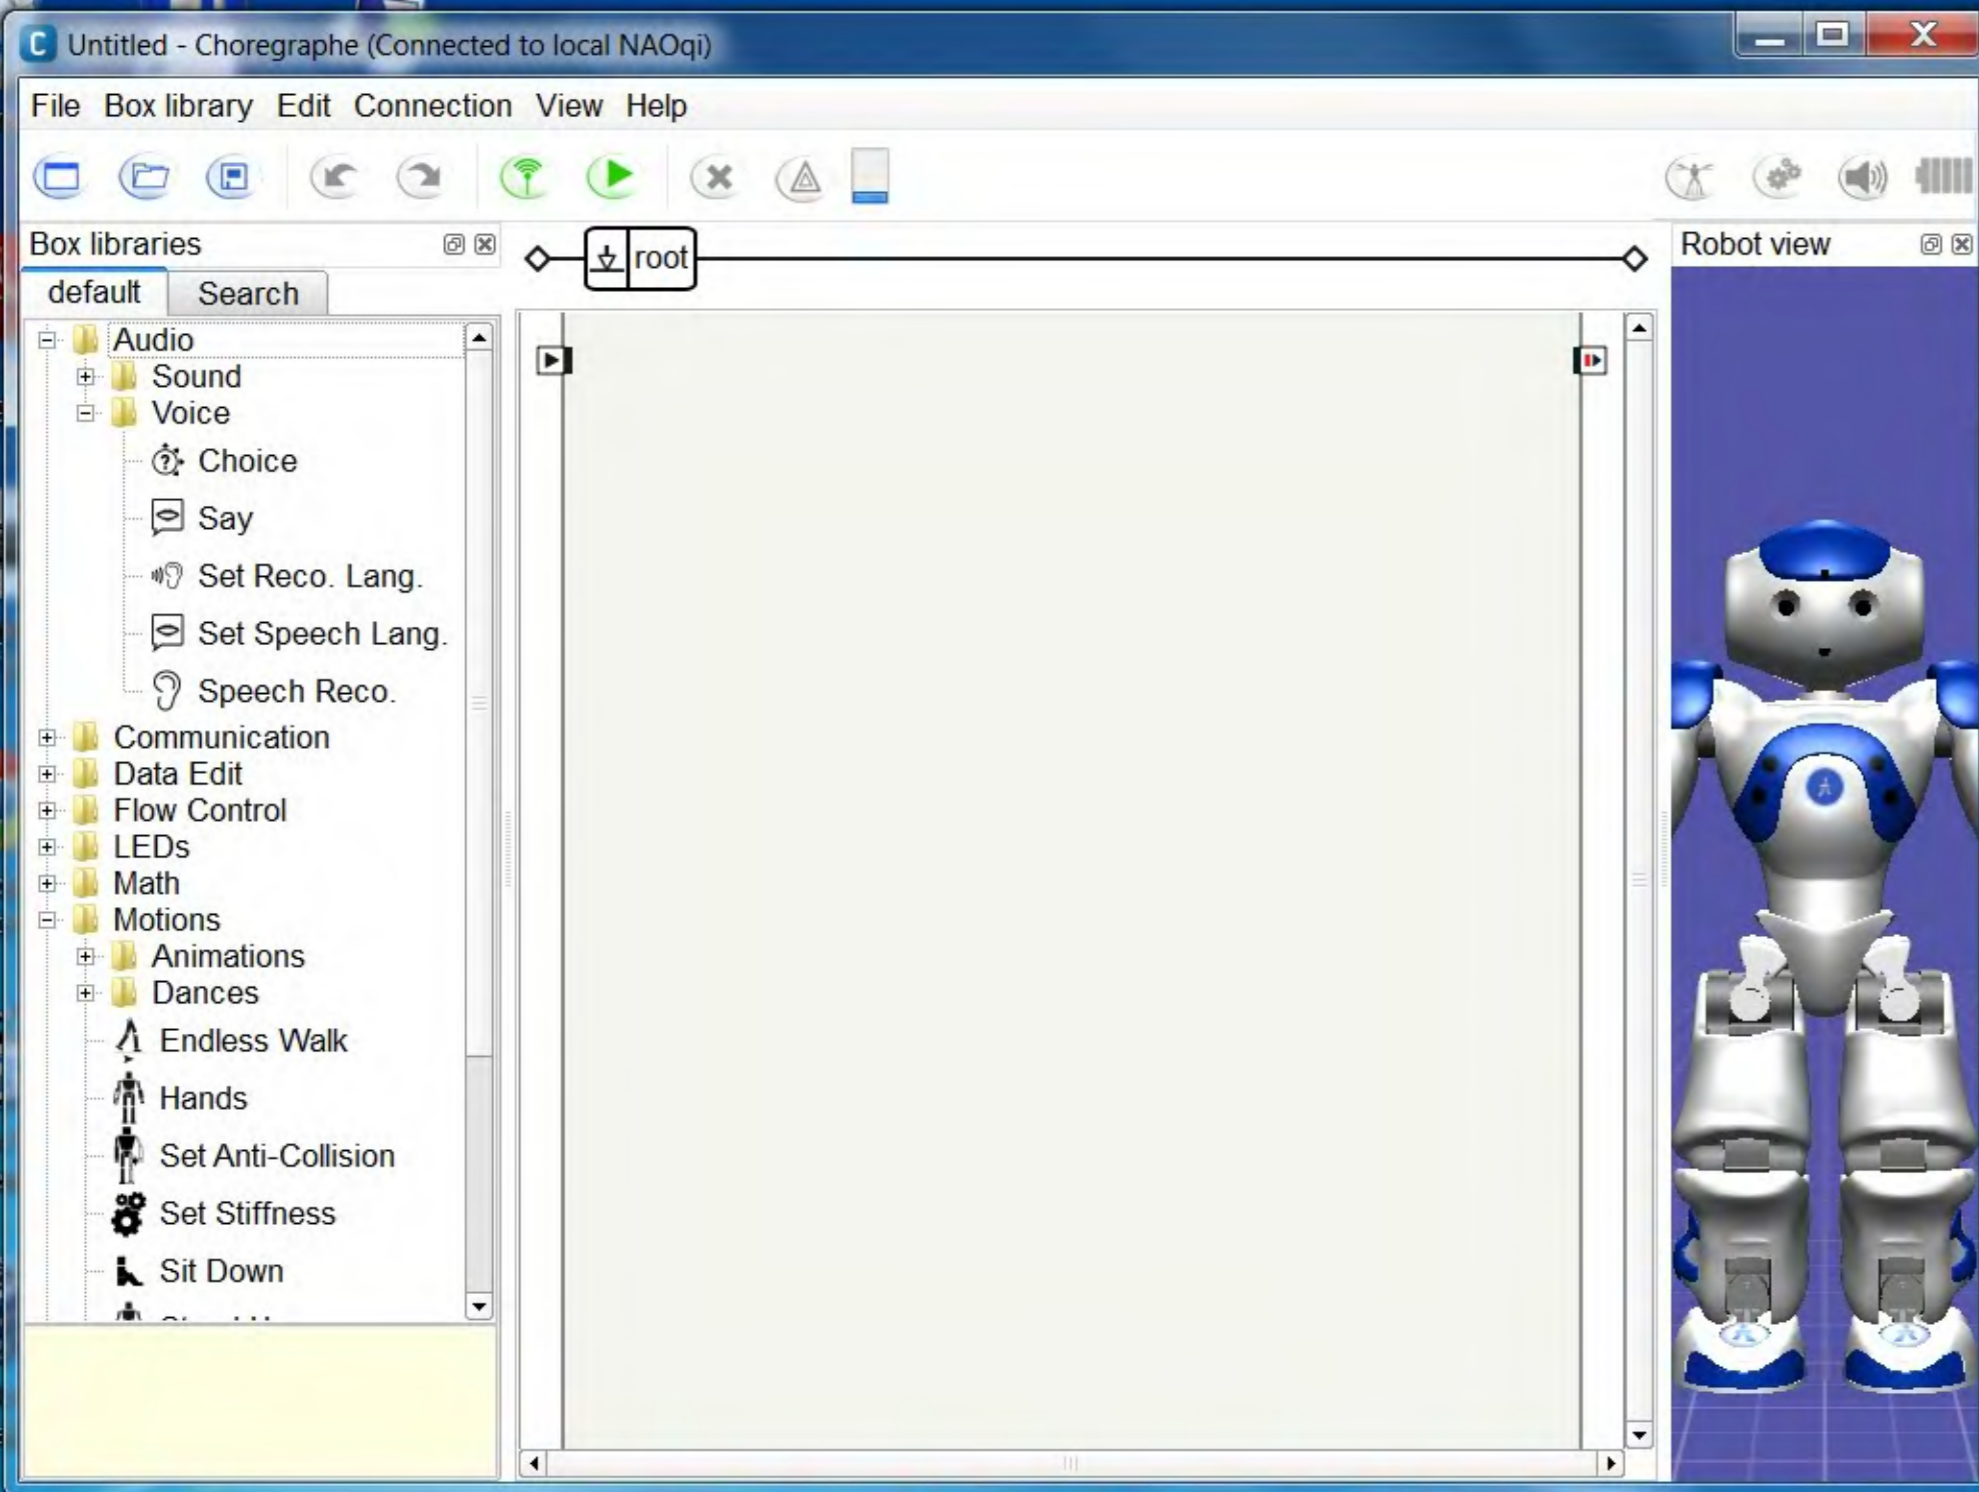 C Untitled - Choregraphe (Connected to local NAOqi)
File Box library Edit Connection View Help
Box libraries
default Search
root
Robot view
Audio
Sound
Voice
Choice
Say
Set Reco. Lang.
Set Speech Lang.
Speech Reco.
Communication
Data Edit
Flow Control
LEDs
Math
Motions
Animations
Dances
Endless Walk
Hands
Set Anti-Collision
Set Stiffness
Sit Down